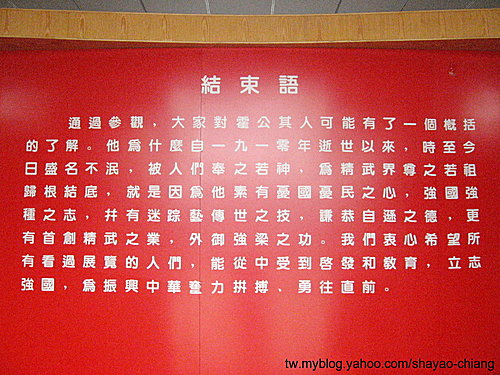 結束語
通過參觀，大家對霍公其人可能有了一個概括
的了解。他為什麼自一九一零年逝世以來，時至今
日盛名不泯，被人們奉之若神，為精武界尊之若祖
歸根結底，就是因為他素有憂國憂民之心，強國強
種之志，幷有迷踪藝傳世之技，謙恭自遜之德，更
有首創精武之業，外御強梁之功。我們衷心希望所
有看過展覽的人們，能從中受到啓發和敎育，立志
強國，為振興中華奮力拼搏、勇往直前。
tw.myblog.yahoo.com/shayao-chiang